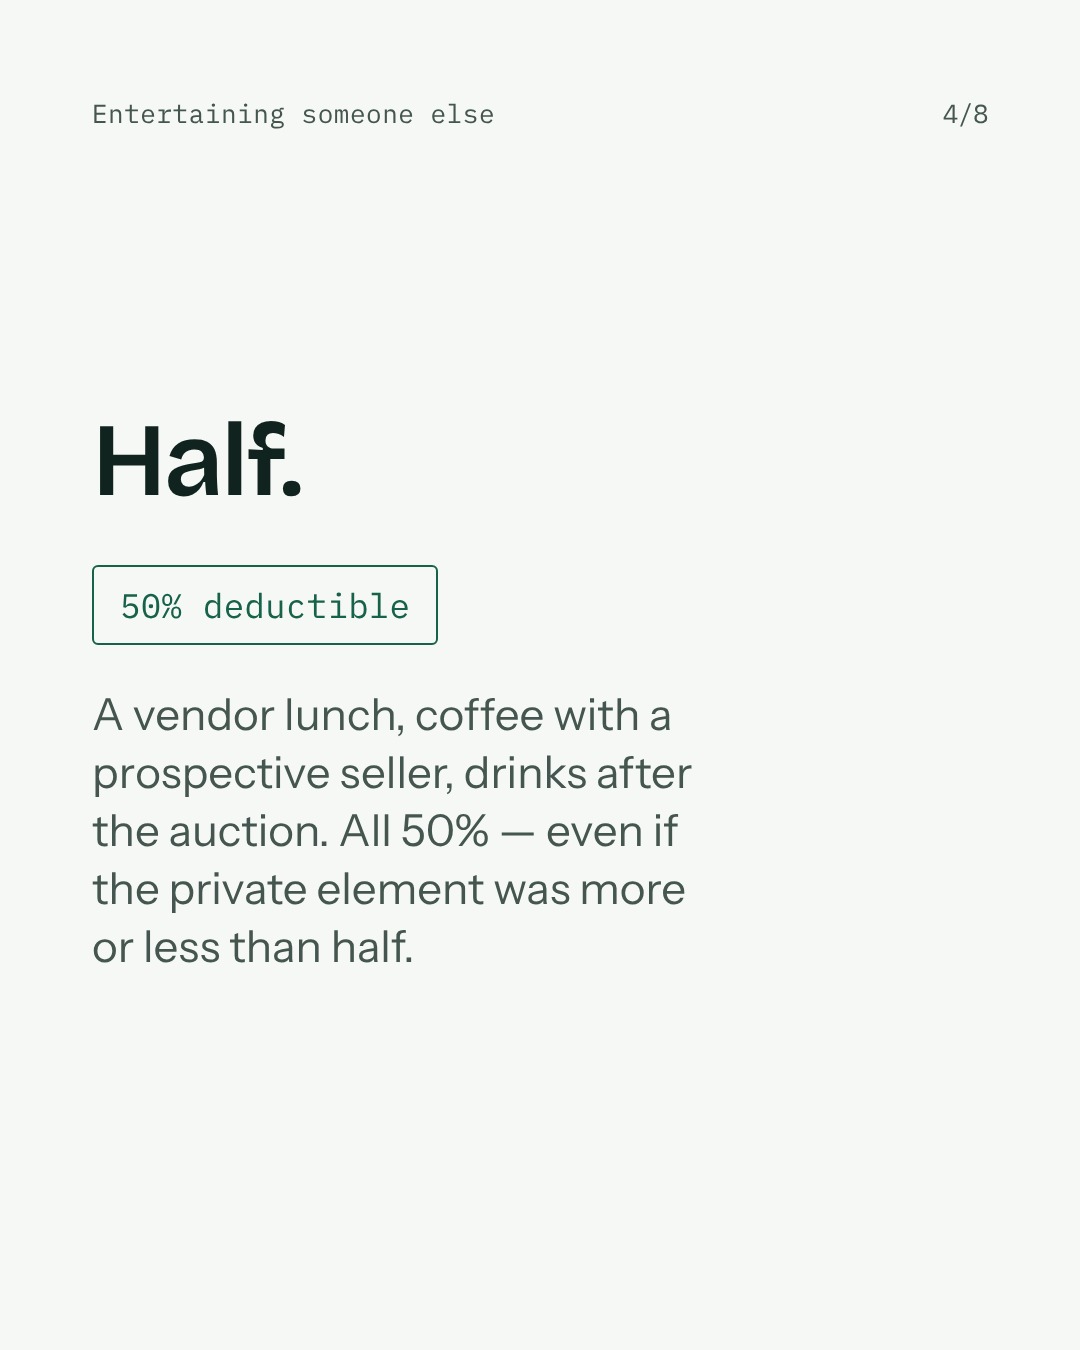 Entertaining someone else
4/8
Half.
50% deductible
A vendor lunch, coffee with a
prospective seller, drinks after
the auction. All 50% — even if
the private element was more
or less than half.